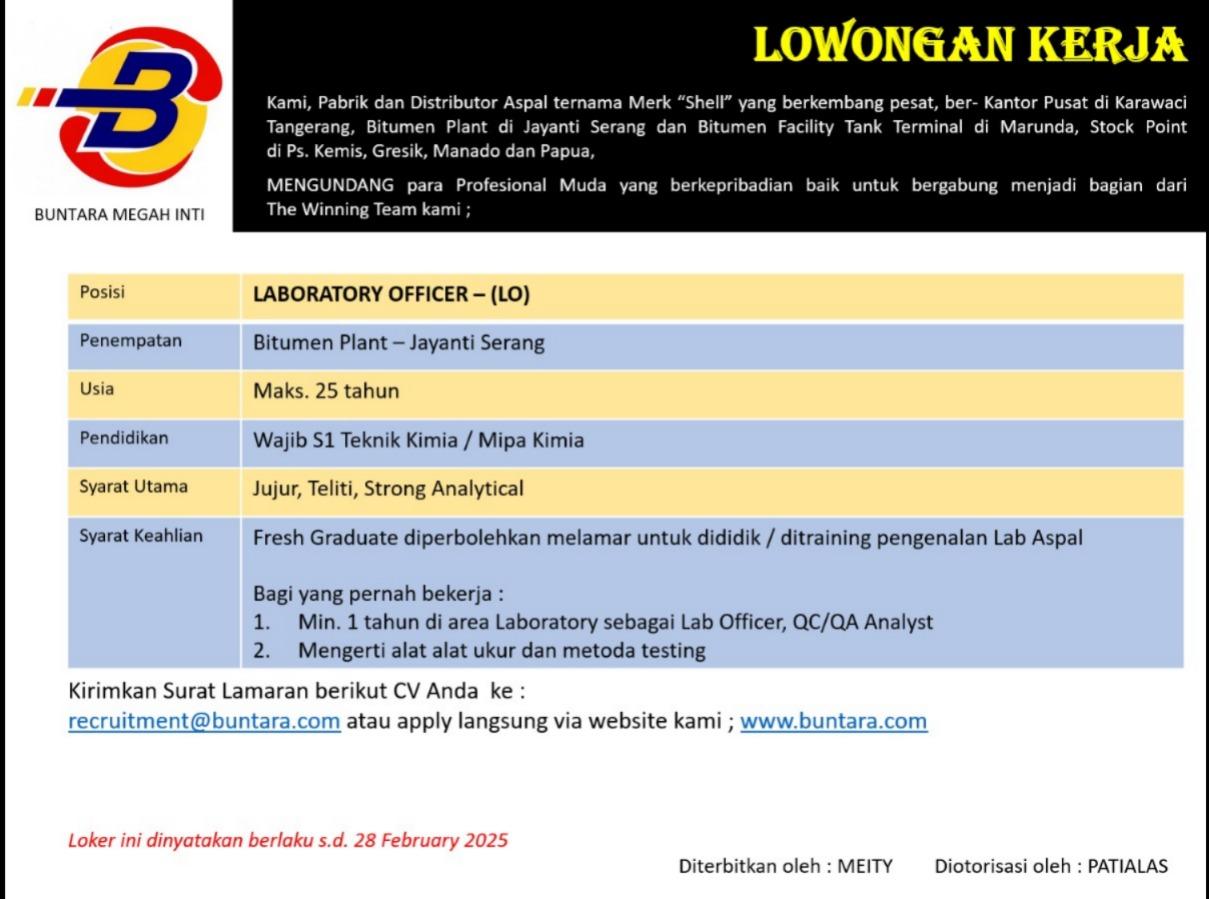 B
BUNTARA MEGAH INTI
LOWONGAN KERJA
Kami, Pabrik dan Distributor Aspal ternama Merk “Shell” yang berkembang pesat, ber- Kantor Pusat di Karawaci
Tangerang, Bitumen Plant di Jayanti Serang dan Bitumen Facility Tank Terminal di Marunda, Stock Point
di Ps. Kemis, Gresik, Manado dan Papua,
MENGUNDANG para Profesional Muda yang berkepribadian baik untuk bergabung menjadi bagian dari
The Winning Team kami ;
Posisi LABORATORY OFFICER – (LO)
Penempatan Bitumen Plant – Jayanti Serang
Usia Maks. 25 tahun
Pendidikan Wajib S1 Teknik Kimia / Mipa Kimia
Syarat Utama Jujur, Teliti, Strong Analytical
Syarat Keahlian Fresh Graduate diperbolehkan melamar untuk dididik / ditraining pengenalan Lab Aspal
Bagi yang pernah bekerja :
1. Min. 1 tahun di area Laboratory sebagai Lab Officer, QC/QA Analyst
2. Mengerti alat alat ukur dan metoda testing
Kirimkan Surat Lamaran berikut CV Anda ke :
recruitment@buntara.com atau apply langsung via website kami ; www.buntara.com
Loker ini dinyatakan berlaku s.d. 28 February 2025
Diterbitkan oleh : MEITY Diotorisasi oleh : PATIALAS